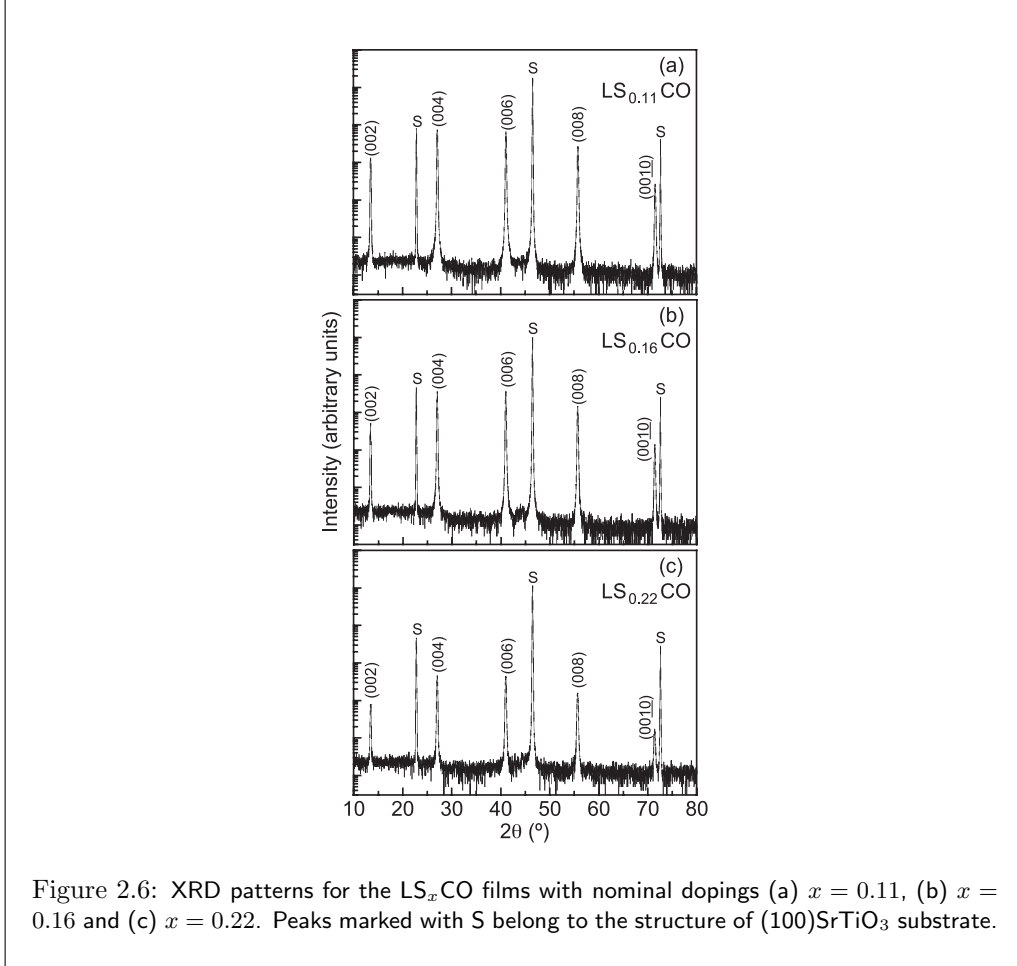 (a)
LS₀.₁₁CO
(002)
S
(004)
(006)
S
(008)
(0010)
S
(b)
LS₀.₁₆CO
(002)
S
(004)
(006)
S
(008)
(0010)
S
(c)
LS₀.₂₂CO
(002)
S
(004)
(006)
S
(008)
(0010)
S
Intensity (arbitrary units)
10 20 30 40 50 60 70 80
2θ (º)
Figure 2.6: XRD patterns for the LSₓCO films with nominal dopings (a) x = 0.11, (b) x =
0.16 and (c) x = 0.22. Peaks marked with S belong to the structure of (100)SrTiO₃ substrate.